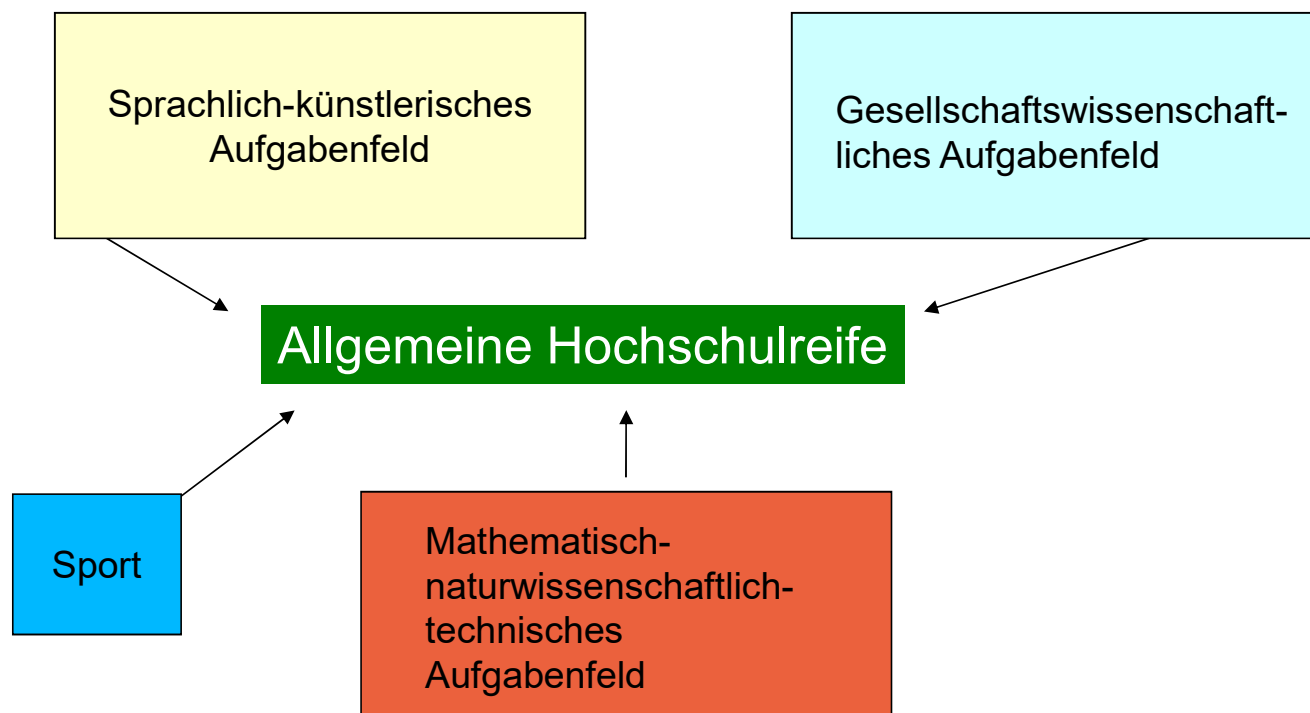 Sprachlich-künstlerisches
Aufgabenfeld
Gesellschaftswissenschaft-
liches Aufgabenfeld
Allgemeine Hochschulreife
Sport
Mathematisch-
naturwissenschaftlich-
technisches
Aufgabenfeld